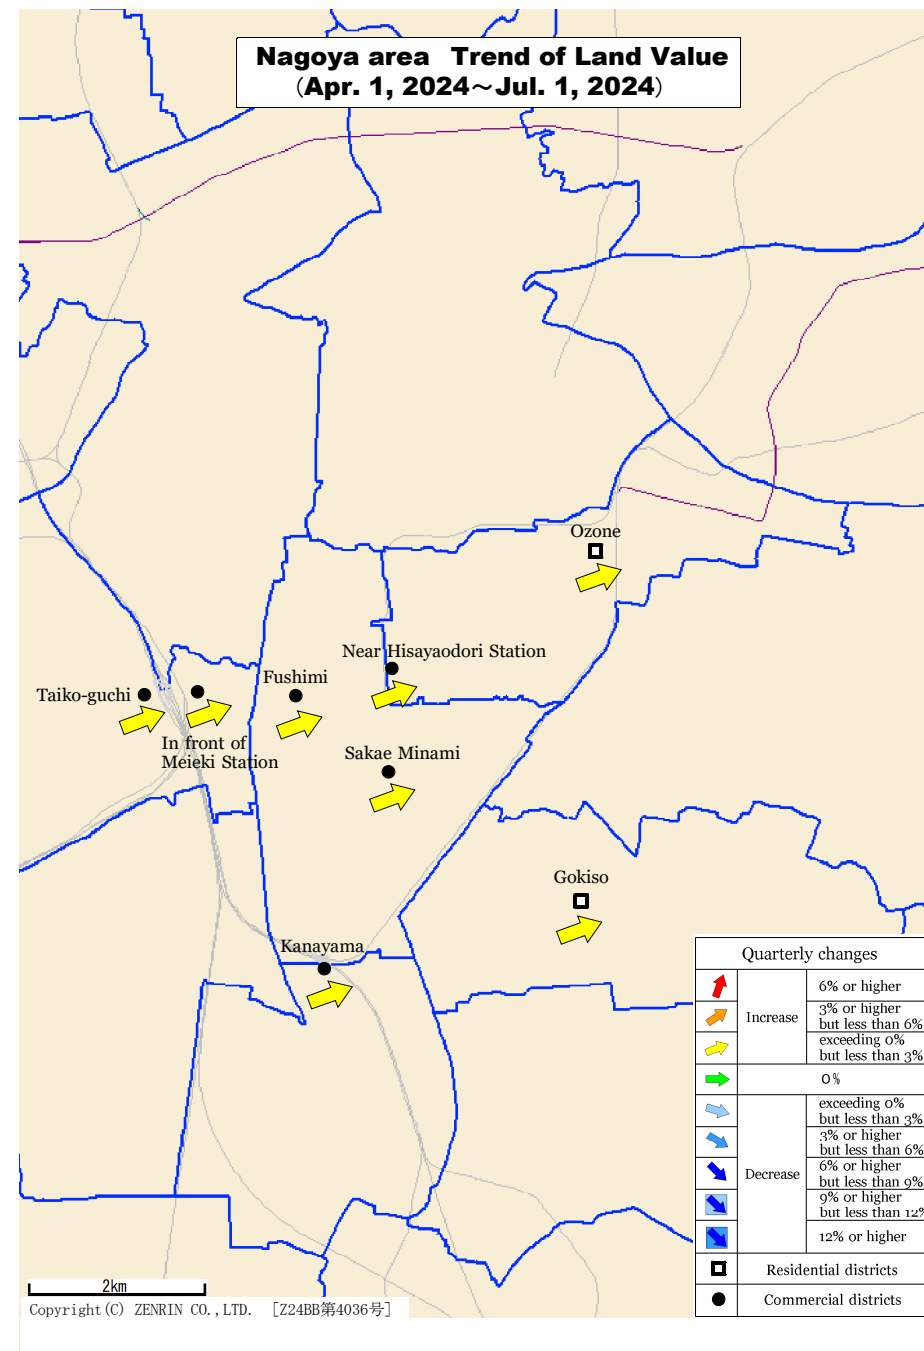 Nagoya area Trend of Land Value
（Apr. 1, 2024～Jul. 1, 2024）
Ozone
Near Hisayaodori Station
Fushimi
Taiko-guchi
In front of
Meieki Station
Sakae Minami
Gokiso
Kanayama
Quarterly changes
Increase
6% or higher
3% or higher
but less than 6%
exceeding 0%
but less than 3%
0%
Decrease
exceeding 0%
but less than 3%
3% or higher
but less than 6%
6% or higher
but less than 9%
9% or higher
but less than 12%
12% or higher
Residential districts
Commercial districts
2km
Copyright(C) ZENRIN CO.,LTD. [Z24BB第4036号]